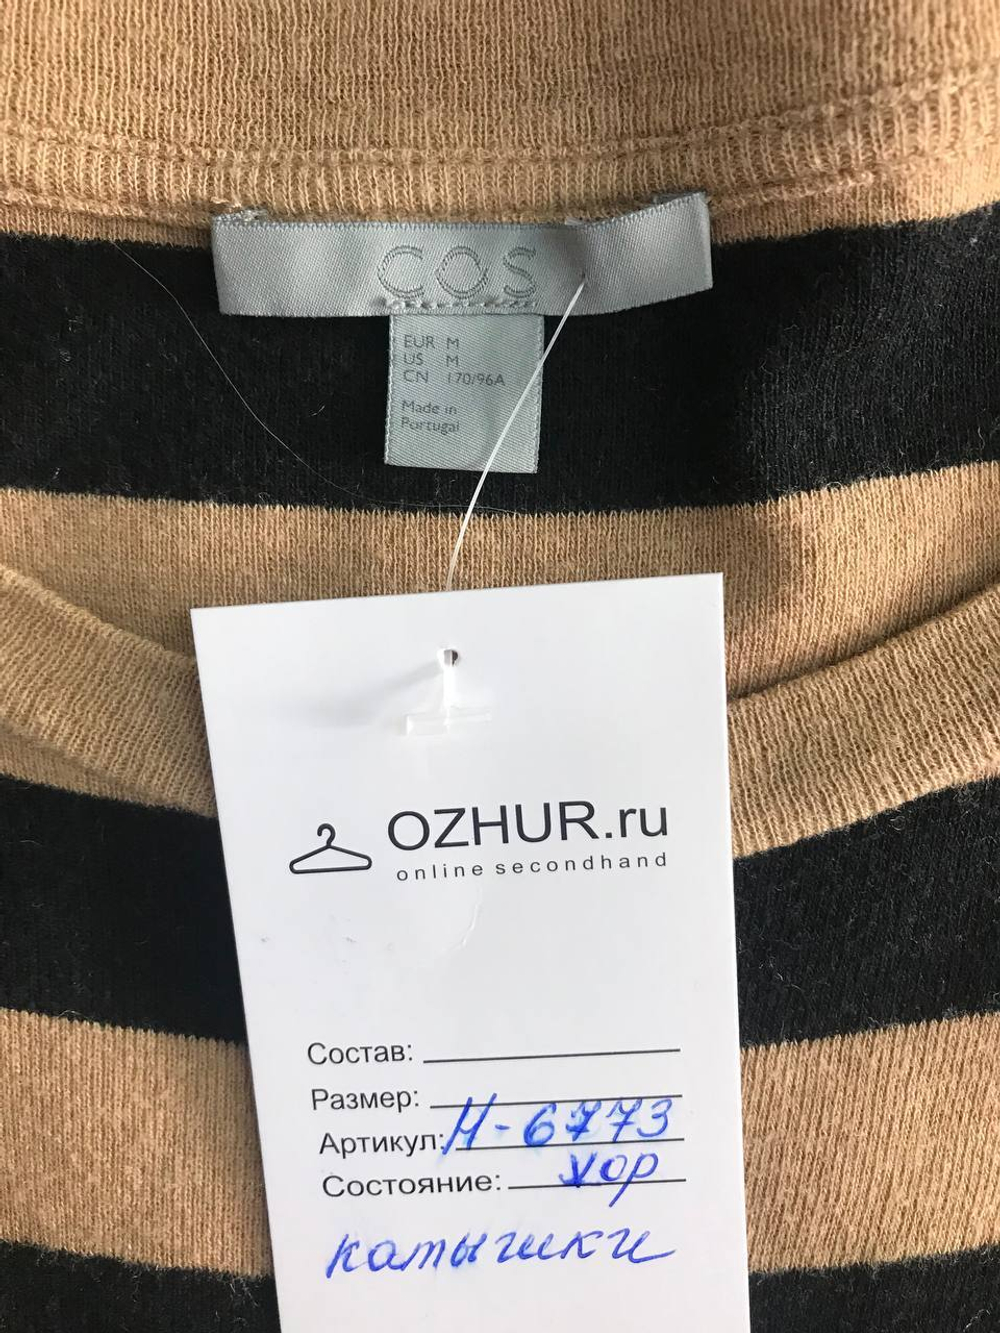 COS
EUR M
US M
CN 170/96A
Made in
Portugal
OZHUR.ru
online secondhand
Состав:
Размер:
Артикул: Н-6773
Состояние: хор
катышки